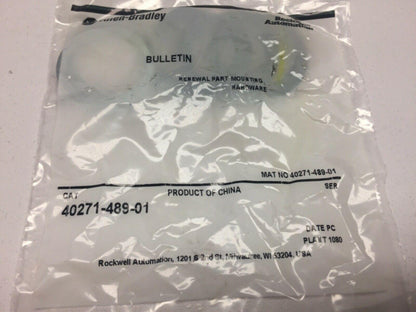 Allen-Bradley
Rockwell
Automation
BULLETIN
RENEWAL PART MOUNTING
HARDWARE
MAT NO 40271-489-01
CAT
PRODUCT OF CHINA
SER
40271-489-01
DATE PC
PLANT 1080
Rockwell Automation, 1201 S 2nd St, Milwaukee, WI 53204, USA